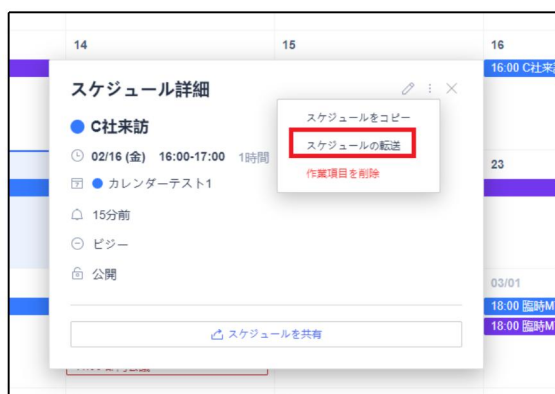 14
15
16
16:00 C社来
スケジュール詳細
スケジュールをコピー
C社来訪
スケジュールの転送
02/16 (金) 16:00-17:00 1時間
23
作業項目を削除
カレンダーテスト1
15分前
ビジー
公開
03/01
18:00 臨時M
18:00 臨時M
スケジュールを共有